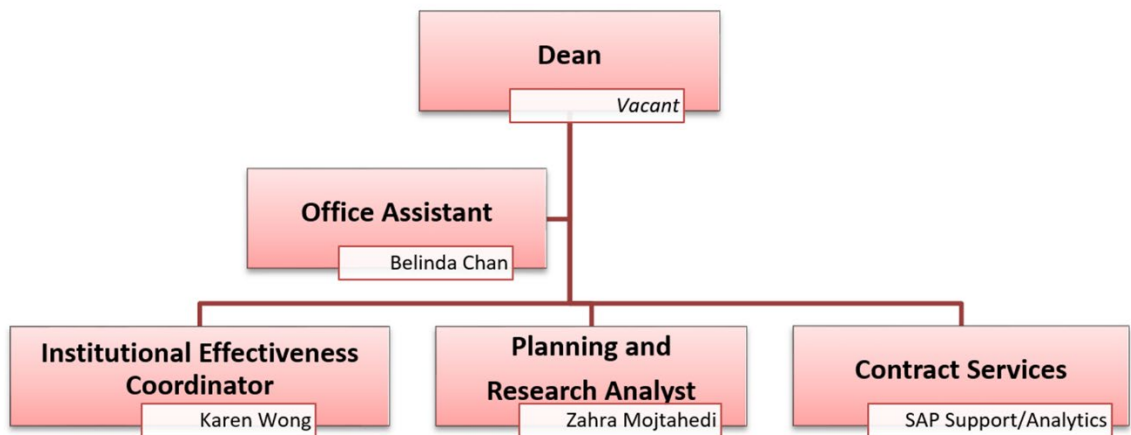 Dean
Vacant
Office Assistant
Belinda Chan
Institutional Effectiveness
Coordinator
Karen Wong
Planning and
Research Analyst
Zahra Mojtahedi
Contract Services
SAP Support/Analytics